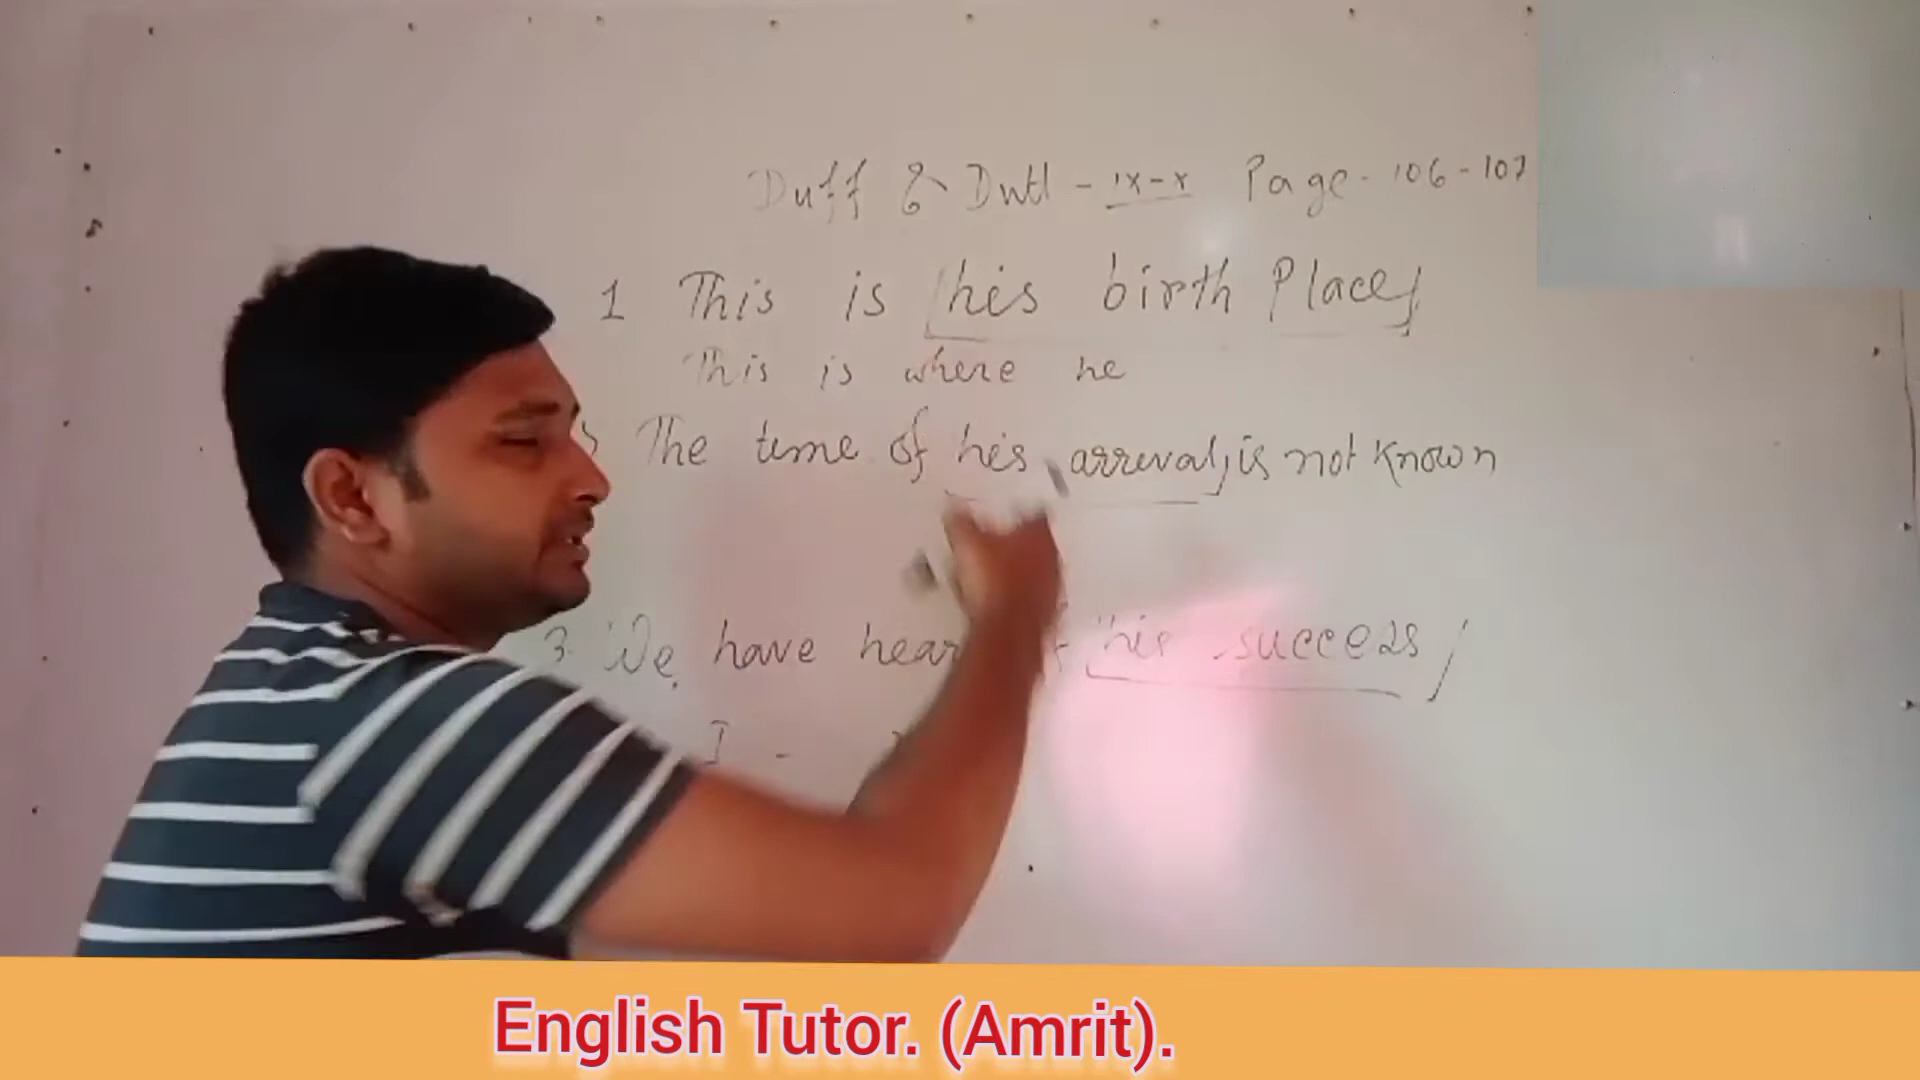 Duff & Dutt - IX-X Page - 106 - 107
1 This is his birth Place
This is where he
The time of his arrival, is not known
3. We have hear his success
I -
English Tutor. (Amrit).